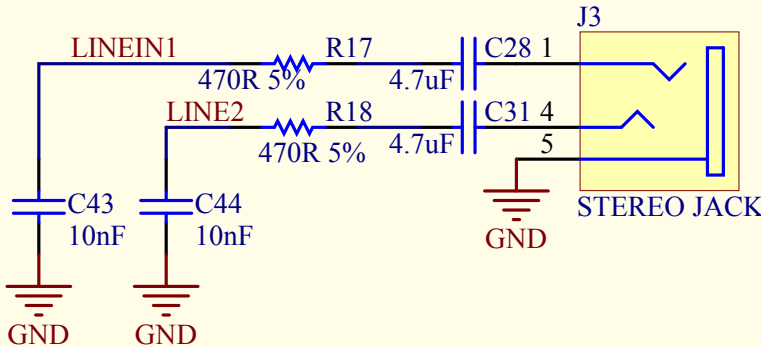 J3
LINEIN1
R17
C28
1
470R 5%
4.7uF
LINE2
R18
C31
4
470R 5%
4.7uF
5
C43
10nF
C44
10nF
STEREO JACK
GND
GND
GND